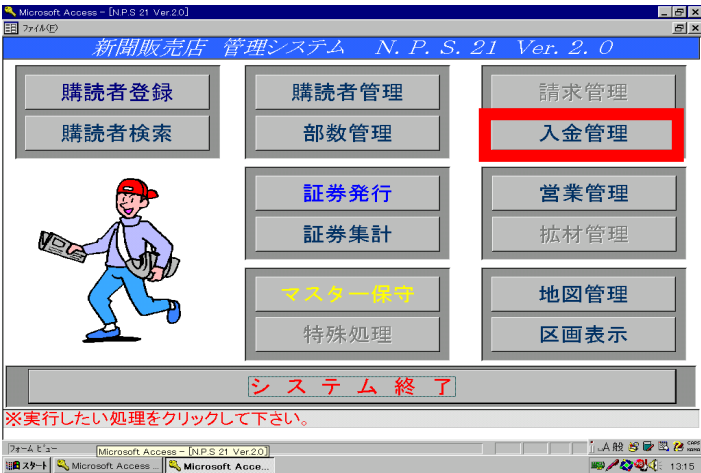 Microsoft Access - [N.P.S 21 Ver.2.0]
ファイル(F)
新聞販売店 管理システム N.P.S.21 Ver.2.0
購読者登録 購読者管理 請求管理
購読者検索 部数管理 入金管理
証券発行 営業管理
証券集計 拡材管理
マスター保守 地図管理
特殊処理 区画表示
システム終了
※実行したい処理をクリックして下さい。
フォーム ビュー
Microsoft Access - [N.P.S 21 Ver.2.0]
A 般 CAPS
スタート Microsoft Access ... Microsoft Acce... 13:15